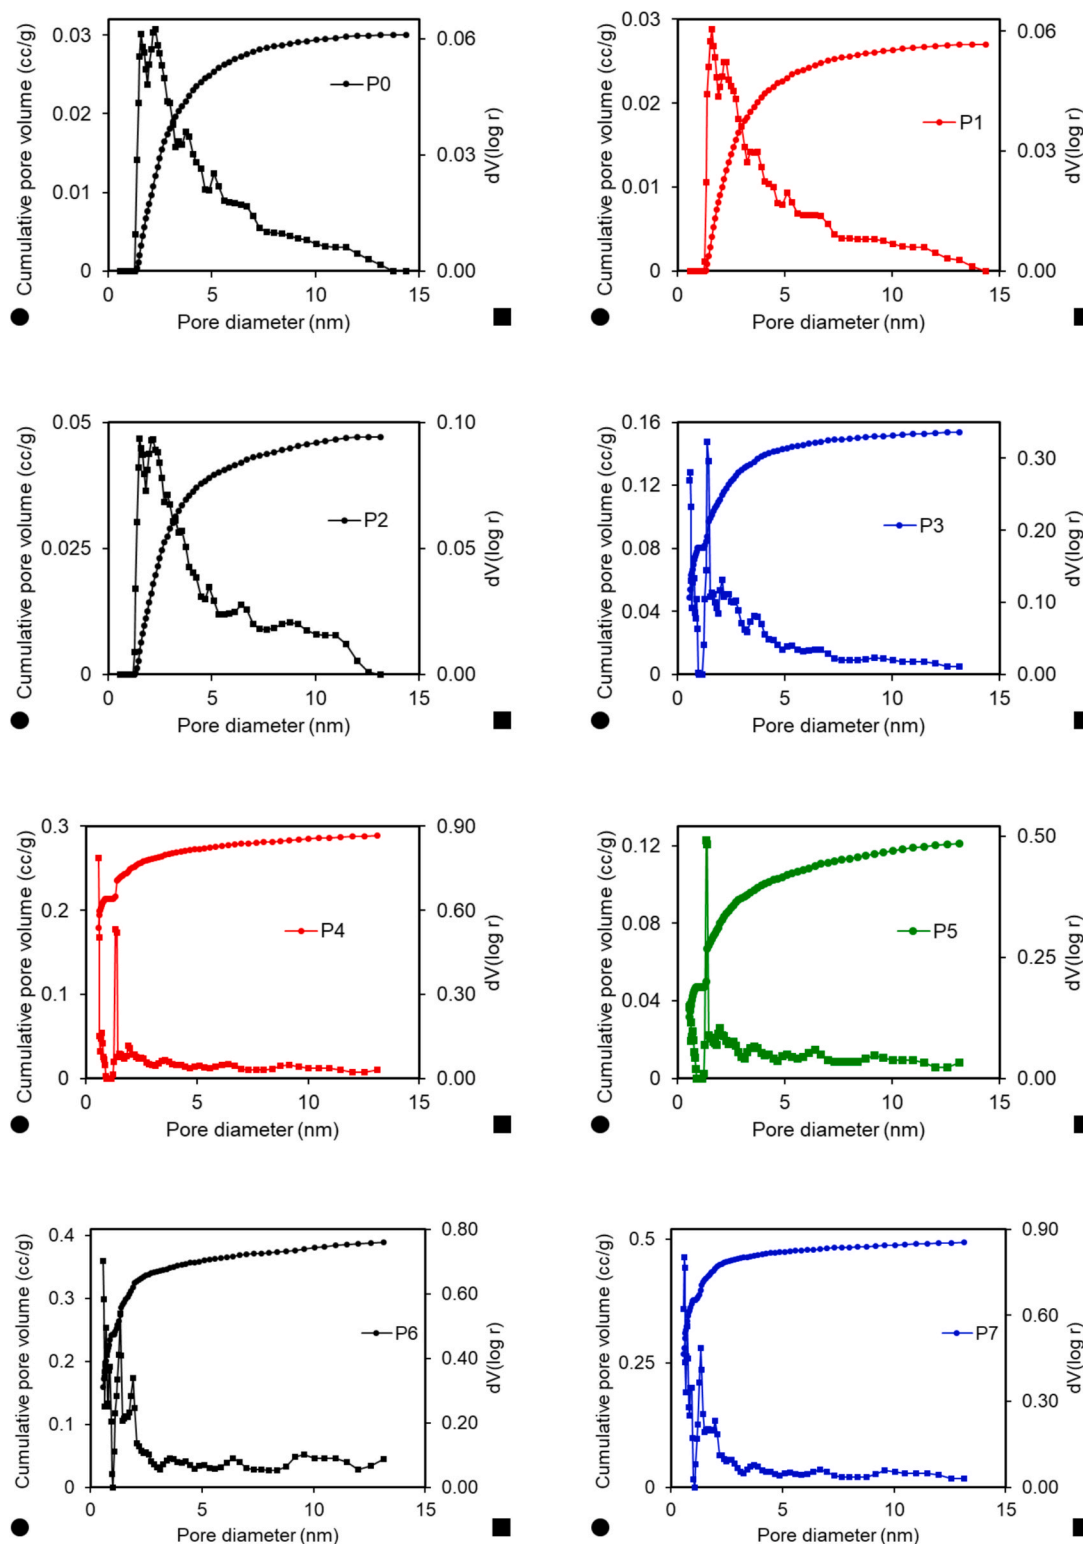 Cumulative pore volume (cc/g)
0.03
0.02
0.01
0
P0
0.06
0.03
0.00
dV(log r)
0 5 10 15
Pore diameter (nm)
Cumulative pore volume (cc/g)
0.03
0.02
0.01
0
P1
0.06
0.03
0.00
dV(log r)
0 5 10 15
Pore diameter (nm)
Cumulative pore volume (cc/g)
0.05
0.025
0
P2
0.10
0.05
0.00
dV(log r)
0 5 10 15
Pore diameter (nm)
Cumulative pore volume (cc/g)
0.16
0.12
0.08
0.04
0
P3
0.30
0.20
0.10
0.00
dV(log r)
0 5 10 15
Pore diameter (nm)
Cumulative pore volume (cc/g)
0.3
0.2
0.1
0
P4
0.90
0.60
0.30
0.00
dV(log r)
0 5 10 15
Pore diameter (nm)
Cumulative pore volume (cc/g)
0.12
0.08
0.04
0
P5
0.50
0.25
0.00
dV(log r)
0 5 10 15
Pore diameter (nm)
Cumulative pore volume (cc/g)
0.4
0.3
0.2
0.1
0
P6
0.80
0.60
0.40
0.20
0.00
dV(log r)
0 5 10 15
Pore diameter (nm)
Cumulative pore volume (cc/g)
0.5
0.25
0
P7
0.90
0.60
0.30
0.00
dV(log r)
0 5 10 15
Pore diameter (nm)